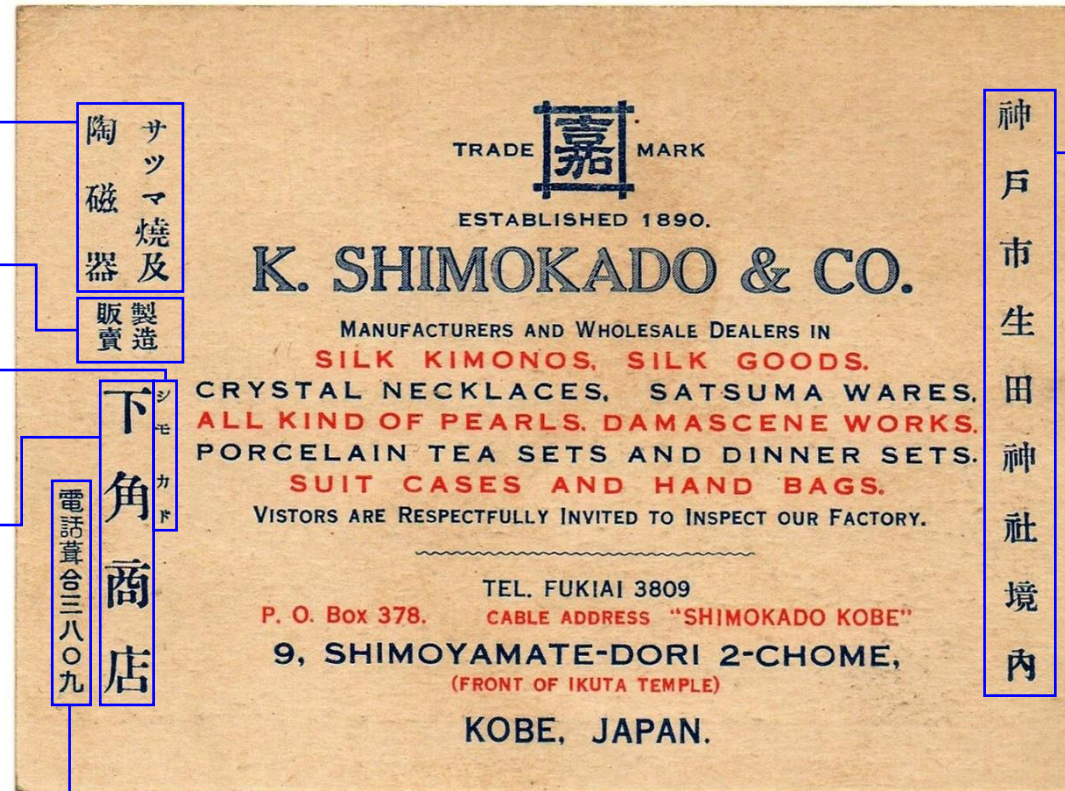 神戸市生田神社境内
嘉
TRADE MARK
ESTABLISHED 1890.
K. SHIMOKADO & CO.
MANUFACTURERS AND WHOLESALE DEALERS IN
SILK KIMONOS, SILK GOODS.
CRYSTAL NECKLACES, SATSUMA WARES,
ALL KIND OF PEARLS. DAMASCENE WORKS.
PORCELAIN TEA SETS AND DINNER SETS.
SUIT CASES AND HAND BAGS.
VISTORS ARE RESPECTFULLY INVITED TO INSPECT OUR FACTORY.
TEL. FUKIAI 3809
P. O. Box 378. CABLE ADDRESS "SHIMOKADO KOBE"
9, SHIMOYAMATE-DORI 2-CHOME,
(FRONT OF IKUTA TEMPLE)
KOBE, JAPAN.
サツマ燒及
陶磁器
製造
販賣
シモカド
下角商店
電話葺合三八〇九